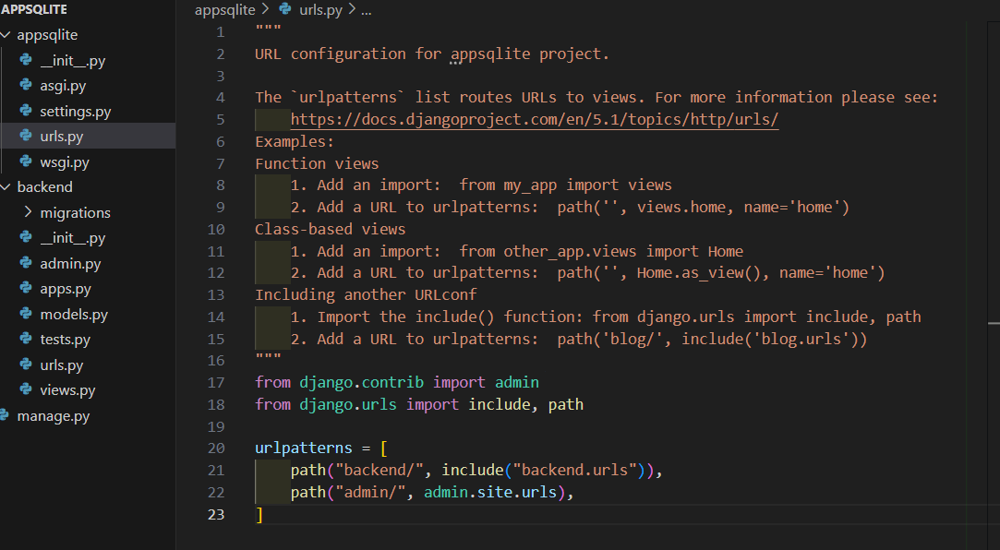 APPSQLITE
appsqlite
__init__.py
asgi.py
settings.py
urls.py
wsgi.py
backend
migrations
__init__.py
admin.py
apps.py
models.py
tests.py
urls.py
views.py
manage.py
appsqlite > urls.py > ...
1 """
2 URL configuration for appsqlite project.
3
4 The `urlpatterns` list routes URLs to views. For more information please see:
5     https://docs.djangoproject.com/en/5.1/topics/http/urls/
6 Examples:
7 Function views
8     1. Add an import:  from my_app import views
9     2. Add a URL to urlpatterns:  path('', views.home, name='home')
10 Class-based views
11     1. Add an import:  from other_app.views import Home
12     2. Add a URL to urlpatterns:  path('', Home.as_view(), name='home')
13 Including another URLconf
14     1. Import the include() function: from django.urls import include, path
15     2. Add a URL to urlpatterns:  path('blog/', include('blog.urls'))
16 """
17 from django.contrib import admin
18 from django.urls import include, path
19
20 urlpatterns = [
21     path("backend/", include("backend.urls")),
22     path("admin/", admin.site.urls),
23 ]